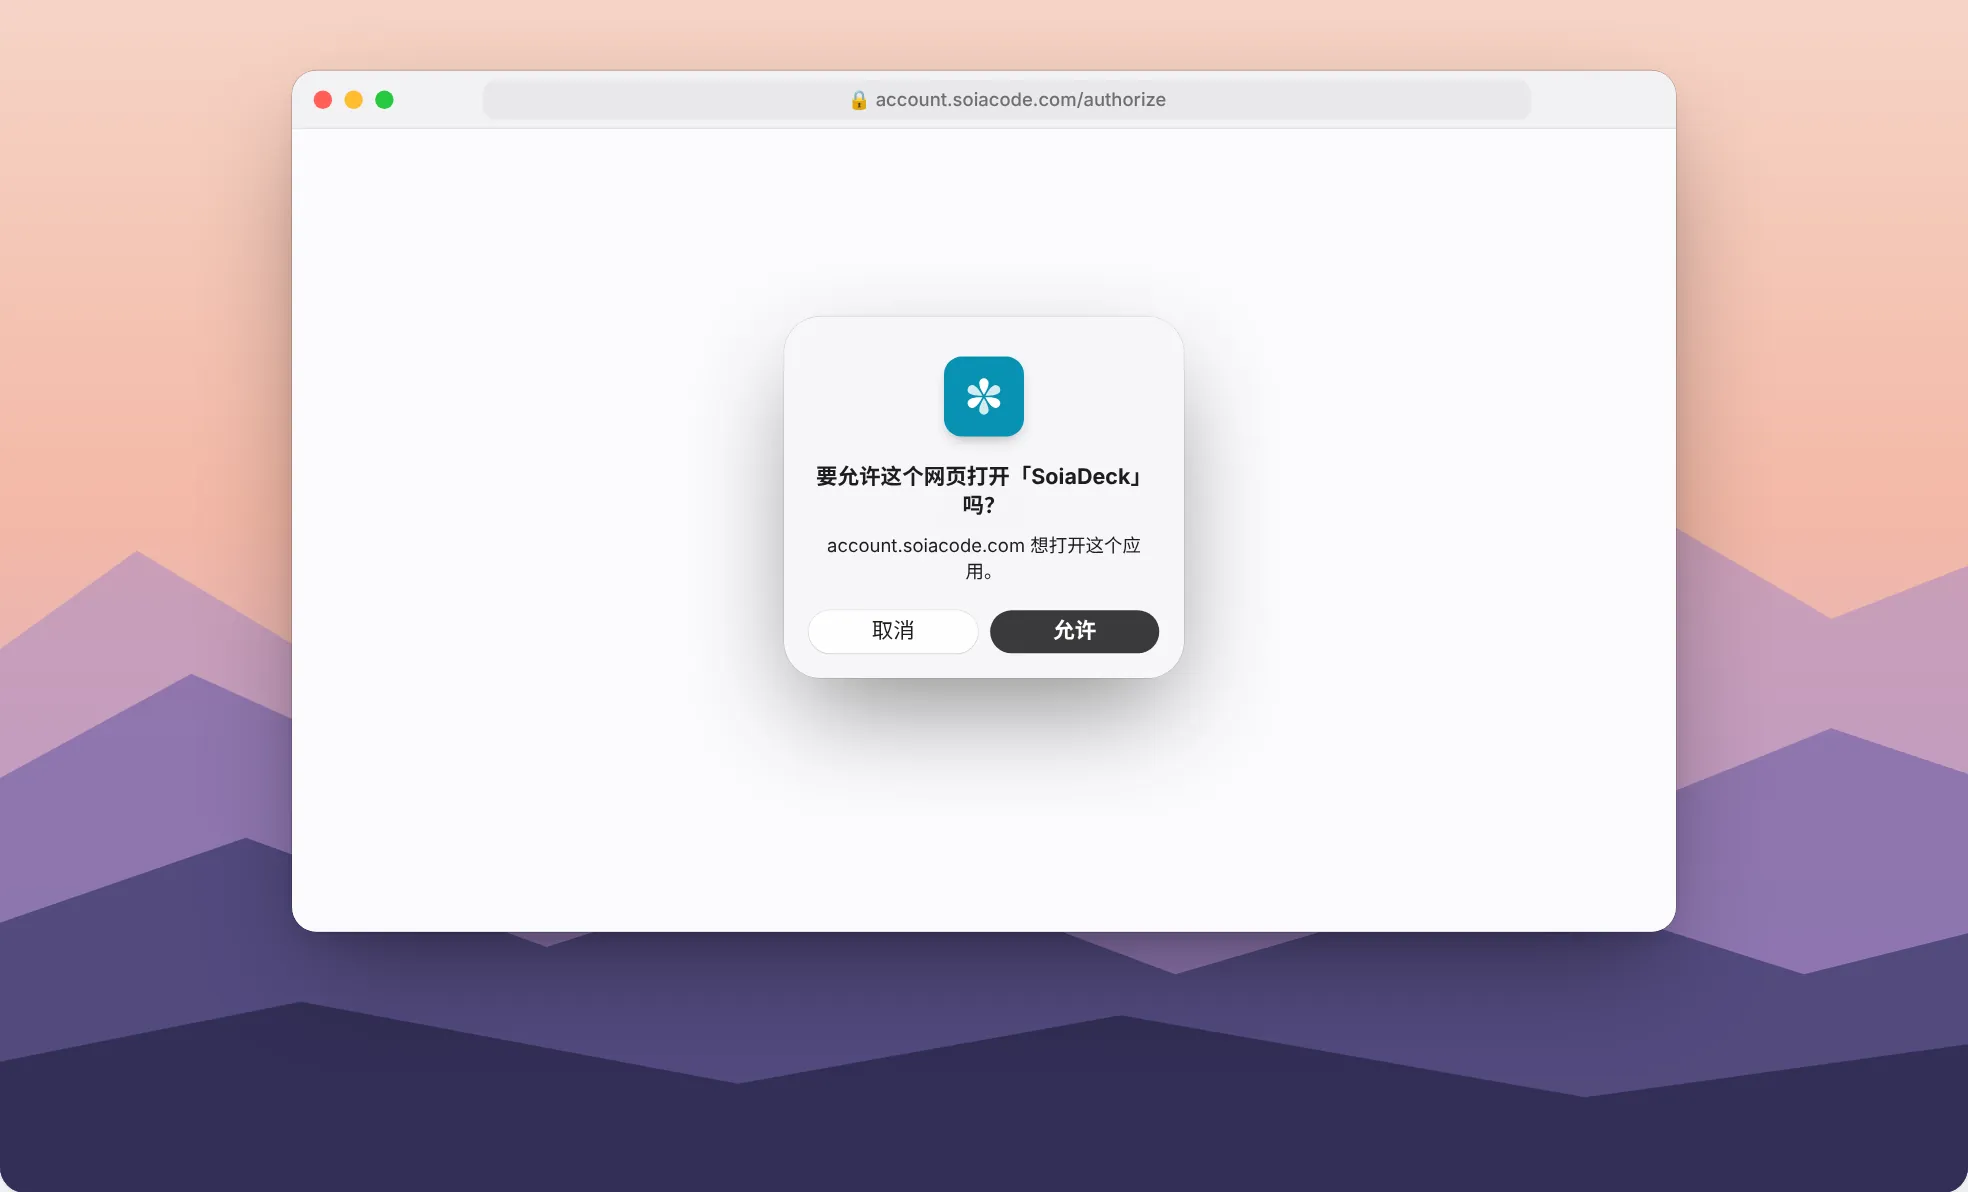 account.soiacode.com/authorize
要允许这个网页打开「SoiaDeck」
吗？
account.soiacode.com 想打开这个应
用。
取消
允许